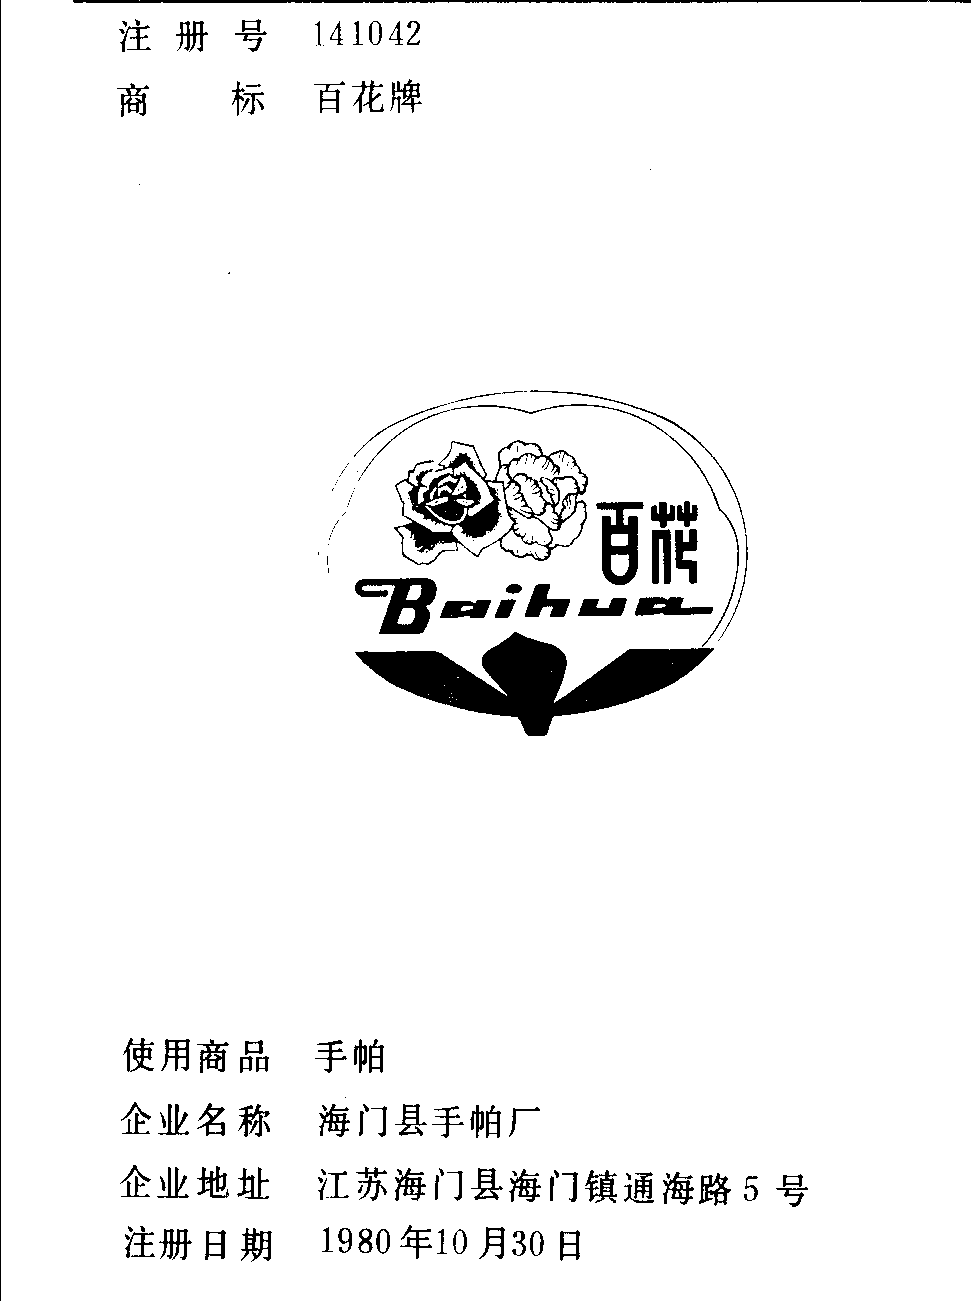 注册号 141042
商标 百花牌
百花
Baihua
使用商品 手帕
企业名称 海门县手帕厂
企业地址 江苏海门县海门镇通海路5号
注册日期 1980年10月30日